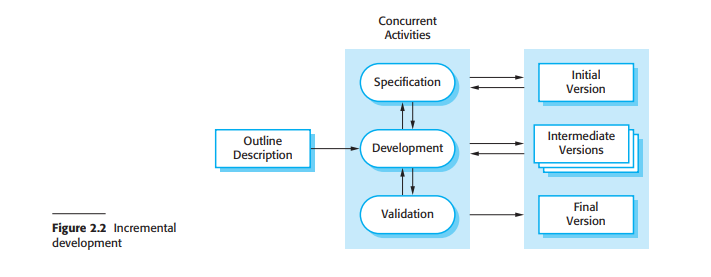 Concurrent
Activities
Specification
Initial
Version
Outline
Description
Development
Intermediate
Versions
Validation
Final
Version
Figure 2.2 Incremental
development